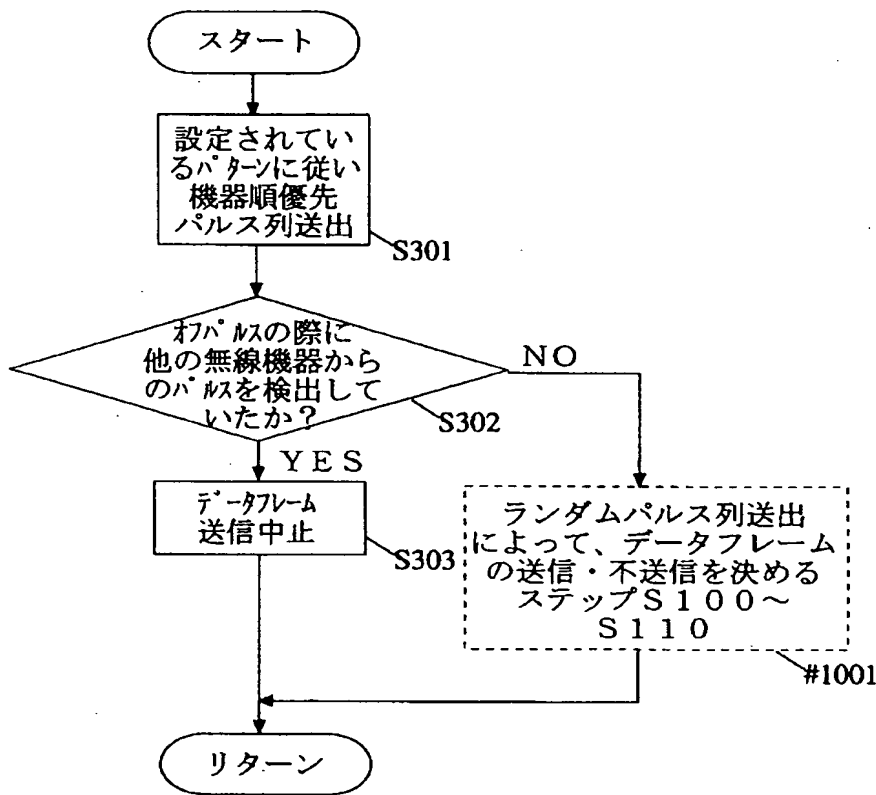 スタート
設定されてい
るﾊﾟﾀｰﾝに従い
機器順優先
パルス列送出
S301
ｵﾌﾊﾟﾙｽの際に
他の無線機器から
のﾊﾟﾙｽを検出して
いたか？
S302
NO
YES
ﾃﾞｰﾀﾌﾚｰﾑ
送信中止
S303
ランダムパルス列送出
によって、データフレーム
の送信・不送信を決める
ステップＳ１００～
Ｓ１１０
#1001
リターン